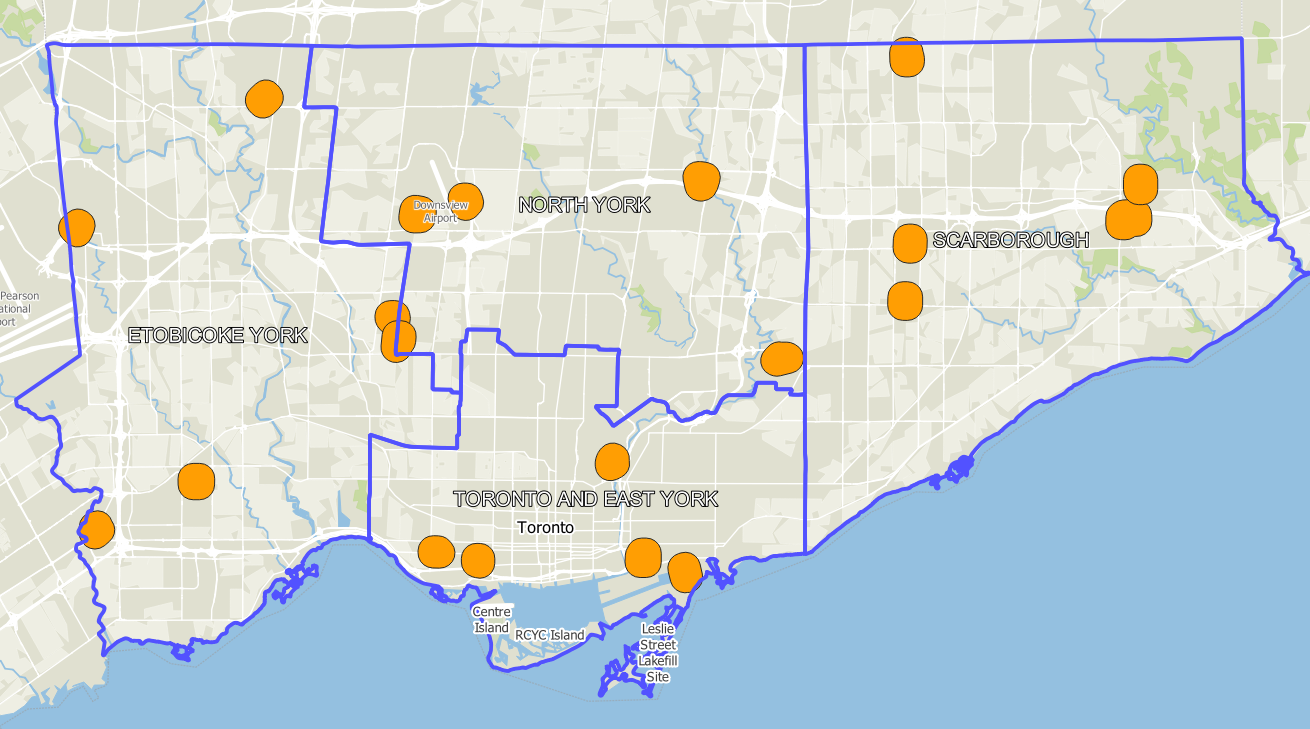 Downsview
Airport
NORTH YORK
SCARBOROUGH
Pearson
ational
port
ETOBICOKE YORK
TORONTO AND EAST YORK
Toronto
Centre
Island
RCYC Island
Leslie
Street
Lakefill
Site